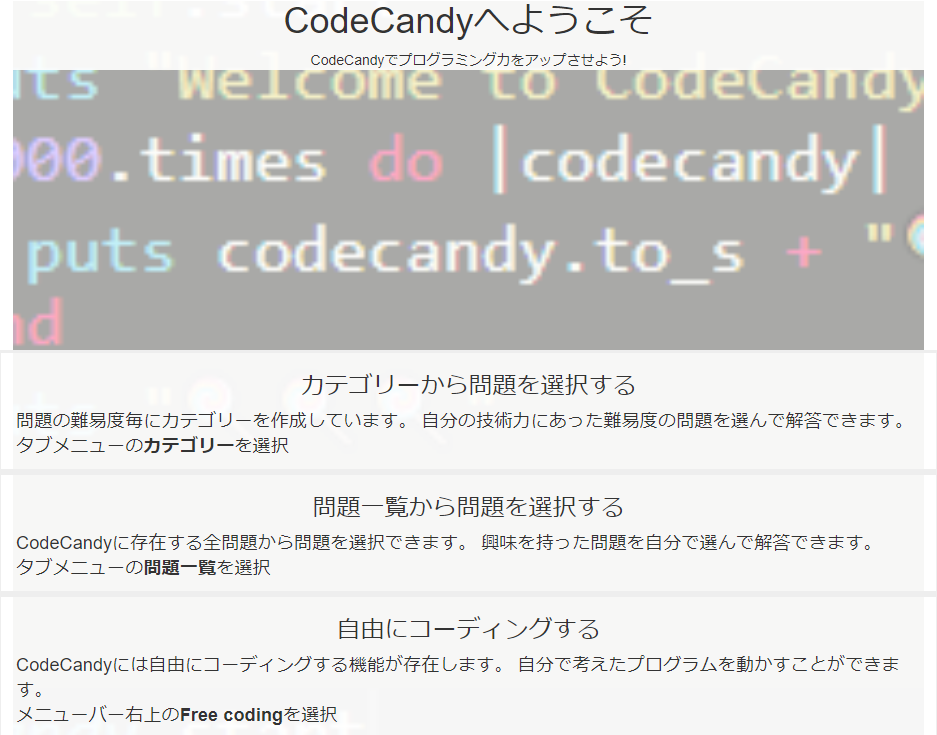 CodeCandyへようこそ
CodeCandyでプログラミング力をアップさせよう!
uts "Welcome to CodeCandy
000.times do |codecandy|
puts codecandy.to_s + "
nd
カテゴリーから問題を選択する
問題の難易度毎にカテゴリーを作成しています。 自分の技術力にあった難易度の問題を選んで解答できます。
タブメニューのカテゴリーを選択
問題一覧から問題を選択する
CodeCandyに存在する全問題から問題を選択できます。 興味を持った問題を自分で選んで解答できます。
タブメニューの問題一覧を選択
自由にコーディングする
CodeCandyには自由にコーディングする機能が存在します。 自分で考えたプログラムを動かすことができま
す。
メニューバー右上のFree codingを選択